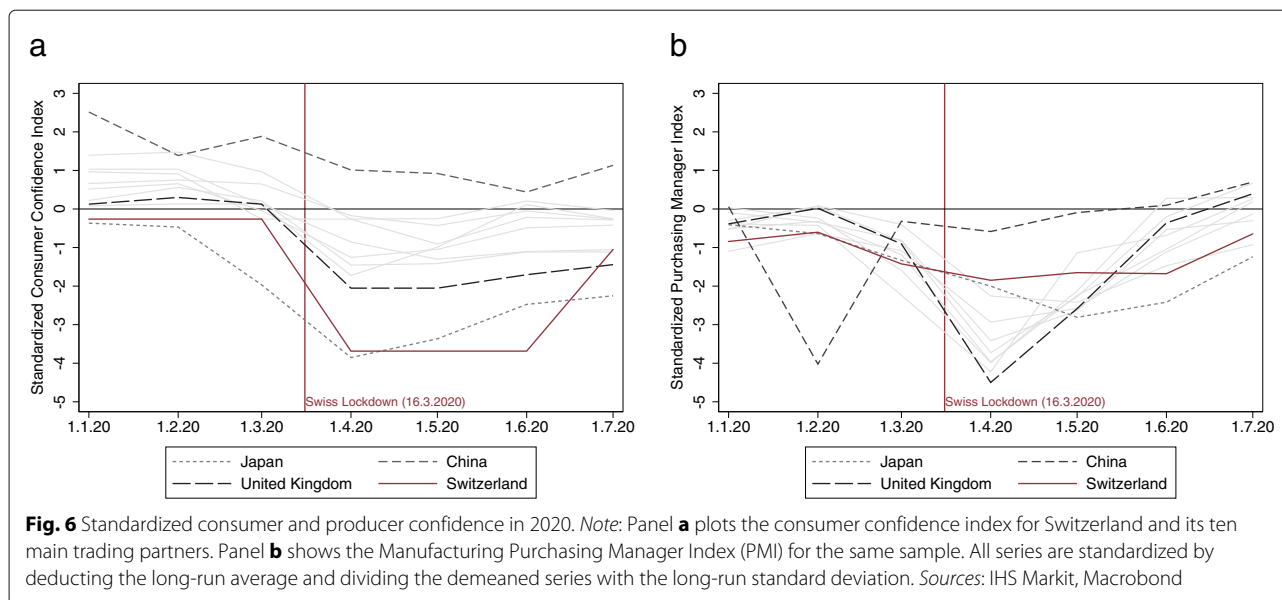 a
Standardized Consumer Confidence Index
3
2
1
0
-1
-2
-3
-4
-5
Swiss Lockdown (16.3.2020)
1.1.20 1.2.20 1.3.20 1.4.20 1.5.20 1.6.20 1.7.20
Japan China
United Kingdom Switzerland
b
Standardized Purchasing Manager Index
3
2
1
0
-1
-2
-3
-4
-5
Swiss Lockdown (16.3.2020)
1.1.20 1.2.20 1.3.20 1.4.20 1.5.20 1.6.20 1.7.20
Japan China
United Kingdom Switzerland
Fig. 6 Standardized consumer and producer confidence in 2020. Note: Panel a plots the consumer confidence index for Switzerland and its ten
main trading partners. Panel b shows the Manufacturing Purchasing Manager Index (PMI) for the same sample. All series are standardized by
deducting the long-run average and dividing the demeaned series with the long-run standard deviation. Sources: IHS Markit, Macrobond